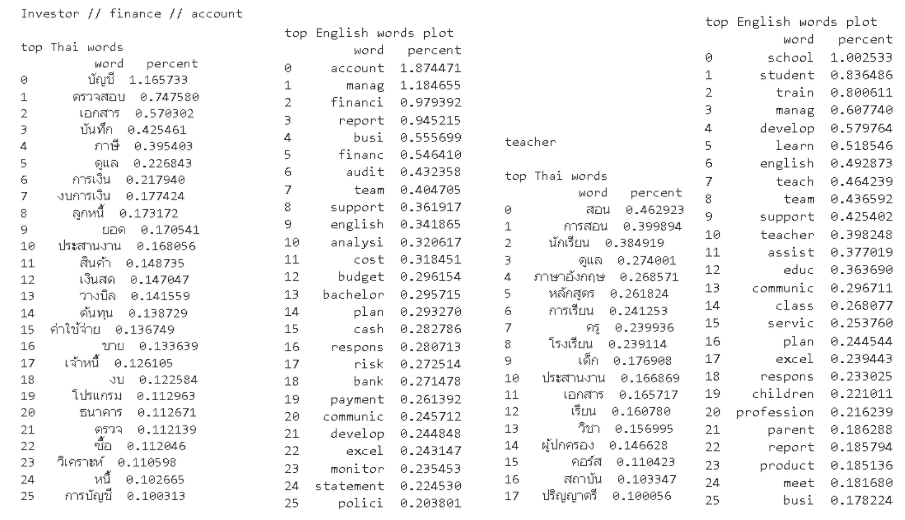 Investor // finance // account
top Thai words
word percent
0 บัญชี 1.165733
1 ตรวจสอบ 0.747580
2 เอกสาร 0.570302
3 บันทึก 0.425461
4 ภาษี 0.395403
5 ดูแล 0.226843
6 การเงิน 0.217940
7 งบการเงิน 0.177424
8 ลูกหนี้ 0.173172
9 ยอด 0.170541
10 ประสานงาน 0.168056
11 สินค้า 0.148735
12 เงินสด 0.147047
13 วางบิล 0.141559
14 ต้นทุน 0.138729
15 ค่าใช้จ่าย 0.136749
16 ขาย 0.133639
17 เจ้าหนี้ 0.126105
18 งบ 0.122584
19 โปรแกรม 0.112963
20 ธนาคาร 0.112671
21 ตรวจ 0.112139
22 ซื้อ 0.112046
23 วิเคราะห์ 0.110598
24 หนี้ 0.102665
25 การบัญชี 0.100313
top English words plot
word percent
0 account 1.874471
1 manag 1.184655
2 financi 0.979392
3 report 0.945215
4 busi 0.555699
5 financ 0.546410
6 audit 0.432358
7 team 0.404705
8 support 0.361917
9 english 0.341865
10 analysi 0.320617
11 cost 0.318451
12 budget 0.296154
13 bachelor 0.295715
14 plan 0.293270
15 cash 0.282786
16 respons 0.280713
17 risk 0.272514
18 bank 0.271478
19 payment 0.261392
20 communic 0.245712
21 develop 0.244848
22 excel 0.243147
23 monitor 0.235453
24 statement 0.224530
25 polici 0.203801
teacher
top Thai words
word percent
0 สอน 0.462923
1 การสอน 0.399894
2 นักเรียน 0.384919
3 ดูแล 0.274001
4 ภาษาอังกฤษ 0.268571
5 หลักสูตร 0.261824
6 การเรียน 0.241253
7 ครู 0.239936
8 โรงเรียน 0.239114
9 เด็ก 0.176908
10 ประสานงาน 0.166869
11 เอกสาร 0.165717
12 เรียน 0.160780
13 วิชา 0.156995
14 ผู้ปกครอง 0.146628
15 คอร์ส 0.110423
16 สถาบัน 0.103347
17 ปริญญาตรี 0.100056
top English words plot
word percent
0 school 1.002533
1 student 0.836486
2 train 0.800611
3 manag 0.607740
4 develop 0.579764
5 learn 0.518546
6 english 0.492873
7 teach 0.464239
8 team 0.436592
9 support 0.425402
10 teacher 0.398248
11 assist 0.377019
12 educ 0.363690
13 communic 0.296711
14 class 0.268077
15 servic 0.253760
16 plan 0.244544
17 excel 0.239443
18 respons 0.233025
19 children 0.221011
20 profession 0.216239
21 parent 0.186288
22 report 0.185794
23 product 0.185136
24 meet 0.181680
25 busi 0.178224